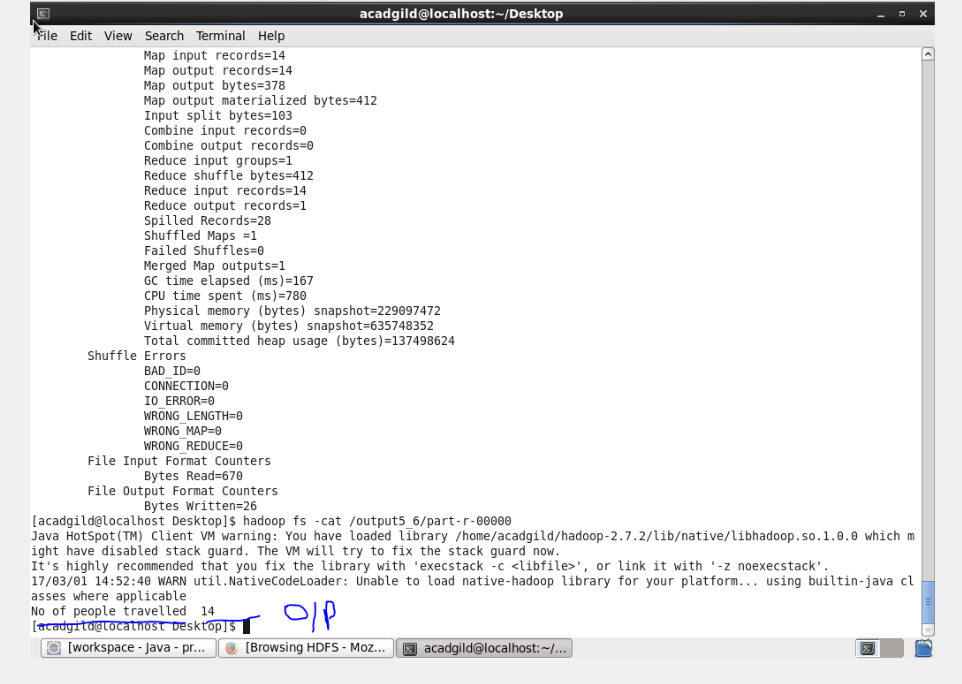 acadgild@localhost:~/Desktop
File Edit View Search Terminal Help
Map input records=14
Map output records=14
Map output bytes=378
Map output materialized bytes=412
Input split bytes=103
Combine input records=0
Combine output records=0
Reduce input groups=1
Reduce shuffle bytes=412
Reduce input records=14
Reduce output records=1
Spilled Records=28
Shuffled Maps =1
Failed Shuffles=0
Merged Map outputs=1
GC time elapsed (ms)=167
CPU time spent (ms)=780
Physical memory (bytes) snapshot=229097472
Virtual memory (bytes) snapshot=635748352
Total committed heap usage (bytes)=137498624
Shuffle Errors
BAD_ID=0
CONNECTION=0
IO_ERROR=0
WRONG_LENGTH=0
WRONG_MAP=0
WRONG_REDUCE=0
File Input Format Counters
Bytes Read=670
File Output Format Counters
Bytes Written=26
[acadgild@localhost Desktop]$ hadoop fs -cat /output5_6/part-r-00000
Java HotSpot(TM) Client VM warning: You have loaded library /home/acadgild/hadoop-2.7.2/lib/native/libhadoop.so.1.0.0 which m
ight have disabled stack guard. The VM will try to fix the stack guard now.
It's highly recommended that you fix the library with 'execstack -c <libfile>', or link it with '-z noexecstack'.
17/03/01 14:52:40 WARN util.NativeCodeLoader: Unable to load native-hadoop library for your platform... using builtin-java cl
asses where applicable
No of people travelled 14 O/P
[acadgild@localhost Desktop]$
[workspace - Java - pr... [Browsing HDFS - Moz... acadgild@localhost:~/...